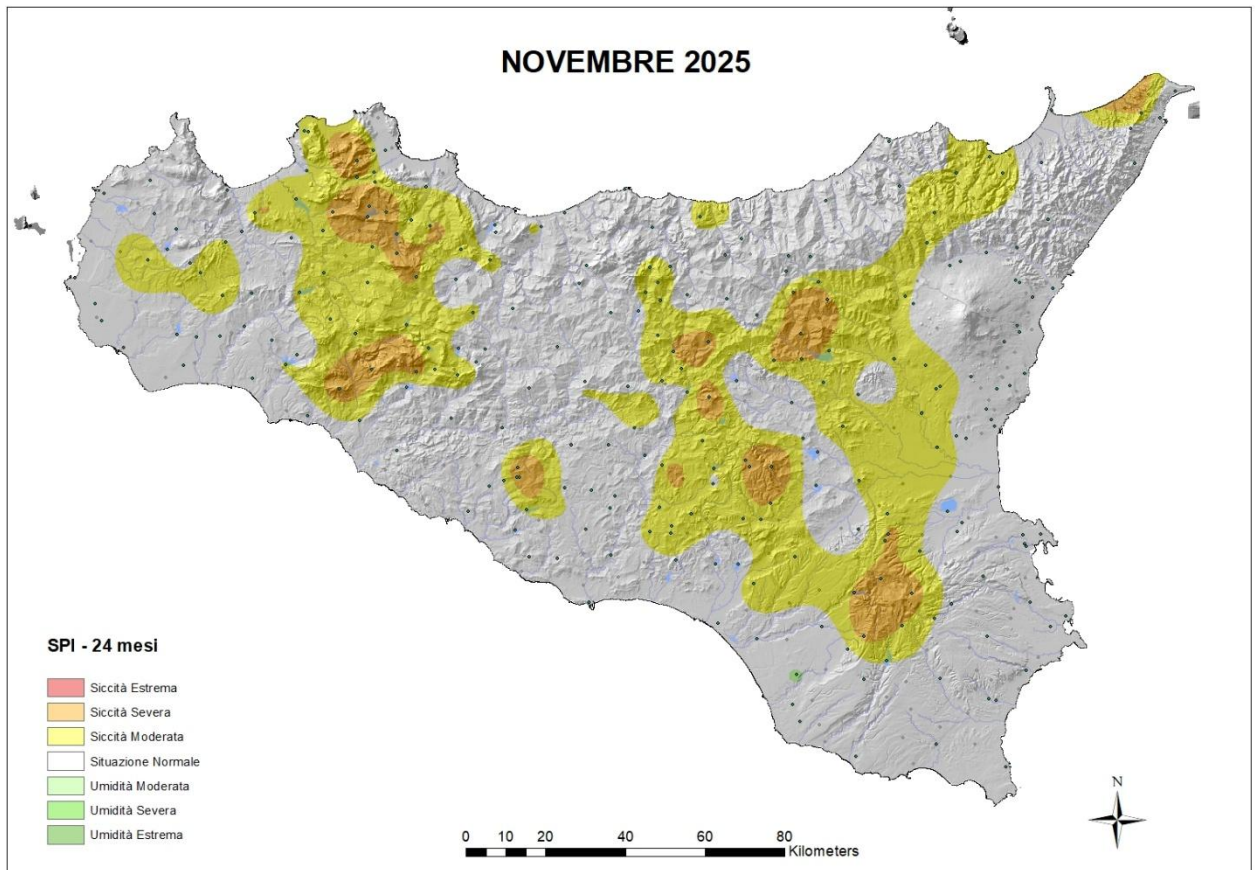 NOVEMBRE 2025
SPI - 24 mesi
Siccità Estrema
Siccità Severa
Siccità Moderata
Situazione Normale
Umidità Moderata
Umidità Severa
Umidità Estrema
N
0 10 20 40 60 80
Kilometers